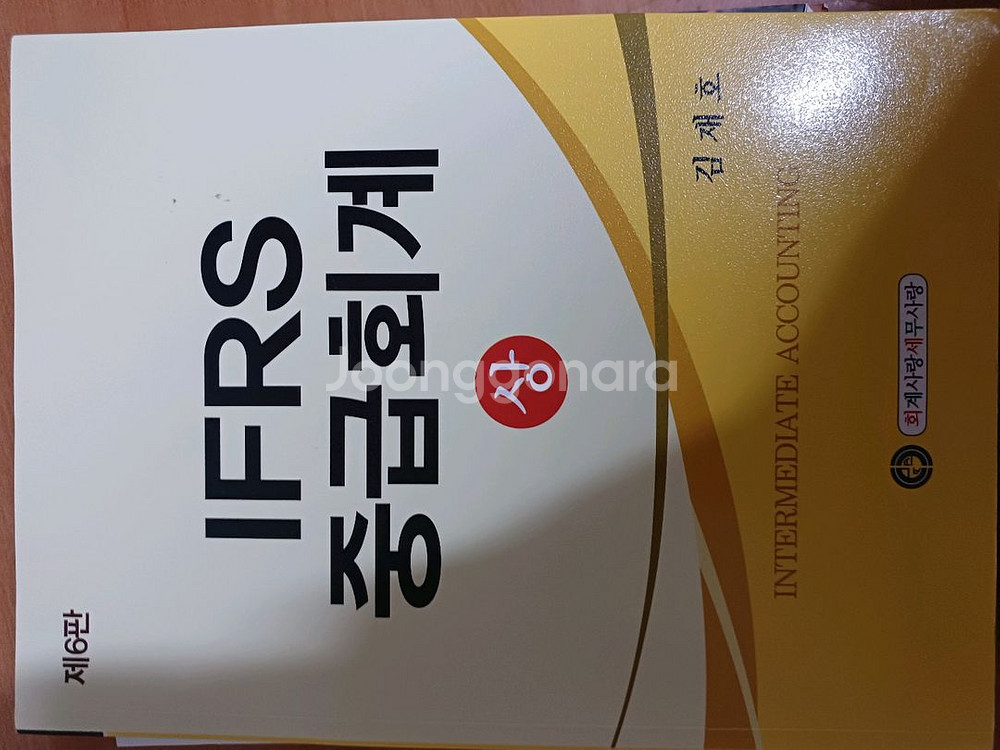 제6판
IFRS
중급회계
상
김재호
INTERMEDIATE ACCOUNTING
회계사랑세무사랑
Joonggonara